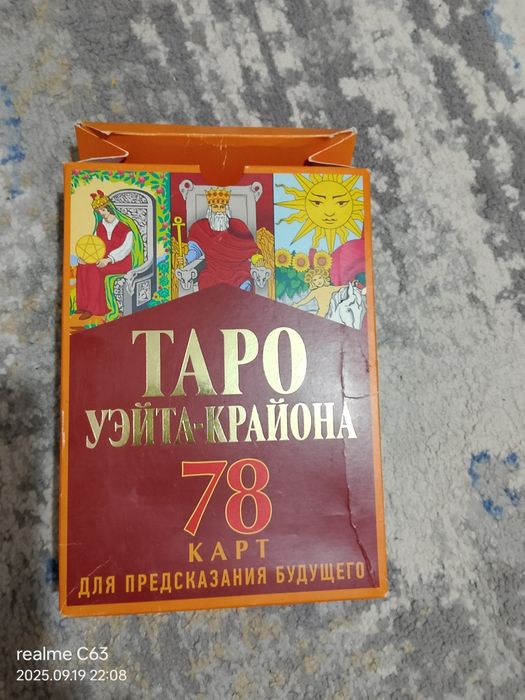 ТАРО
УЭЙТА-КРАЙОНА
78
КАРТ
ДЛЯ ПРЕДСКАЗАНИЯ БУДУЩЕГО
realme C63
2025.09.19 22:08